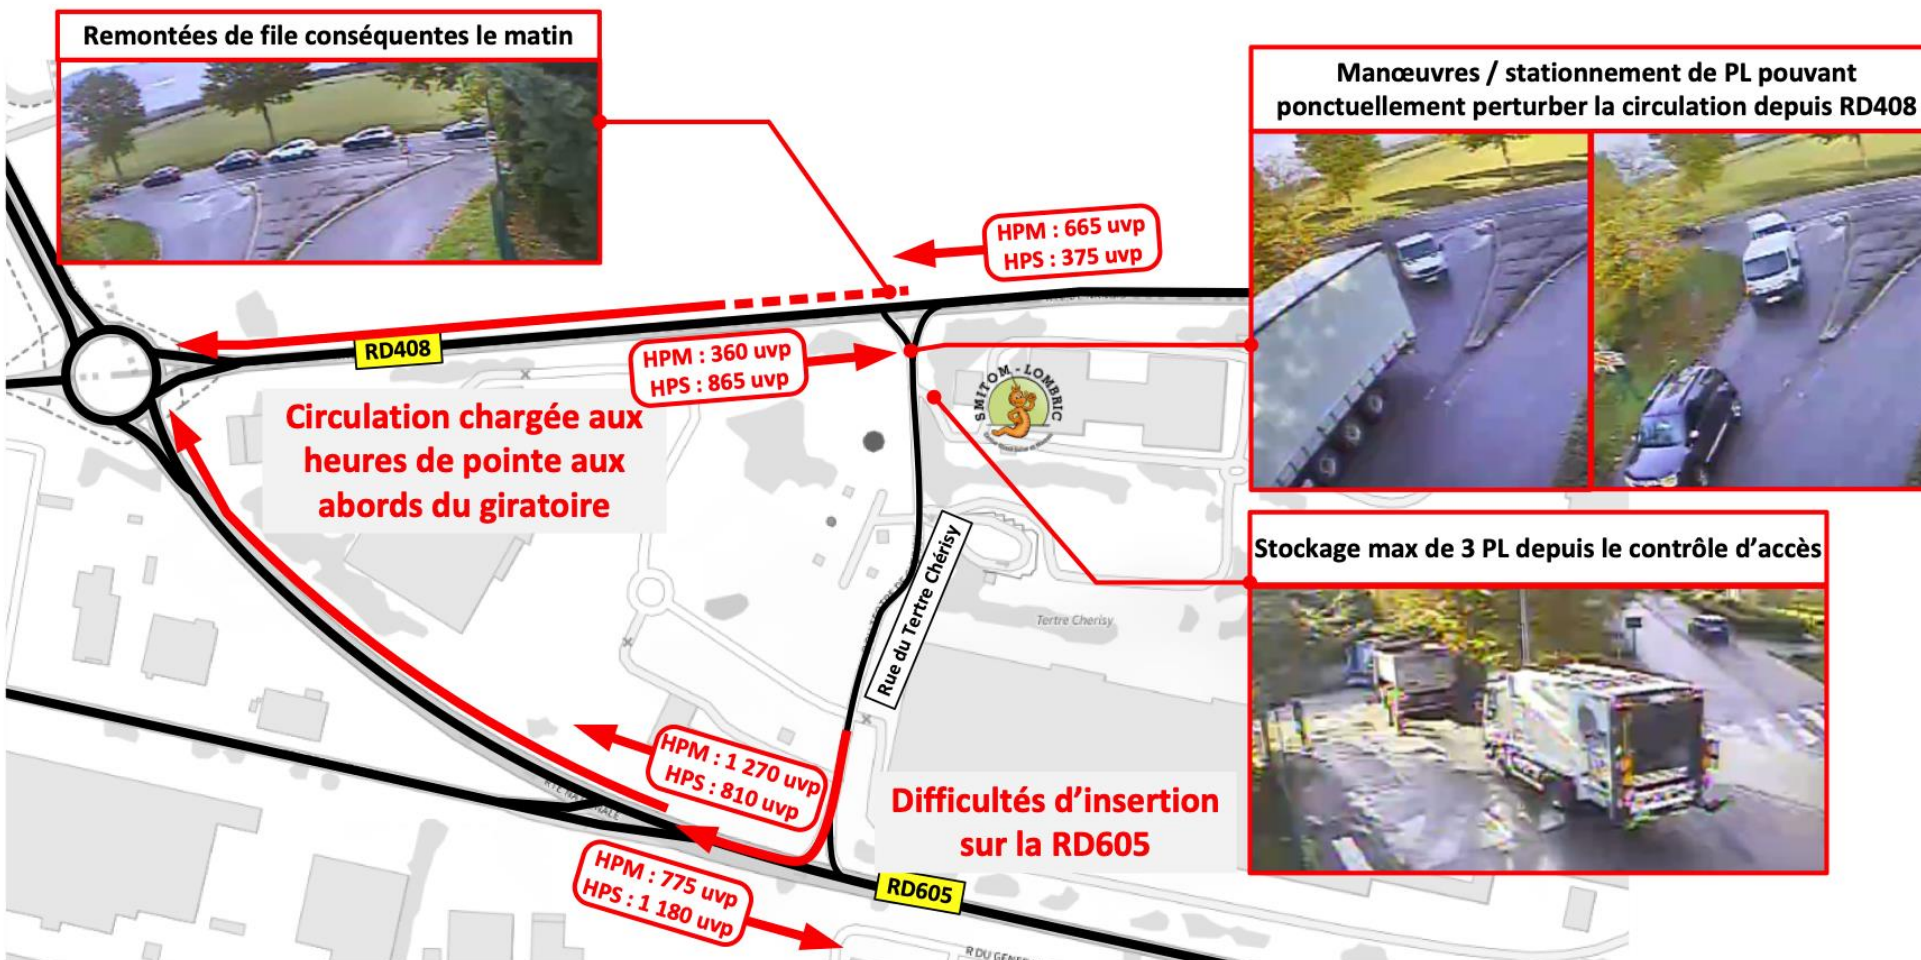 Remontées de file conséquentes le matin
Manœuvres / stationnement de PL pouvant
ponctuellement perturber la circulation depuis RD408
HPM : 665 uvp
HPS : 375 uvp
RD408
HPM : 360 uvp
HPS : 865 uvp
SMITOM - LOMBRIC
Circulation chargée aux
heures de pointe aux
abords du giratoire
Stockage max de 3 PL depuis le contrôle d'accès
Rue du Tertre Chérisy
Tertre Cherisy
HPM : 1 270 uvp
HPS : 810 uvp
Difficultés d'insertion
sur la RD605
HPM : 775 uvp
HPS : 1 180 uvp
RD605
R DU